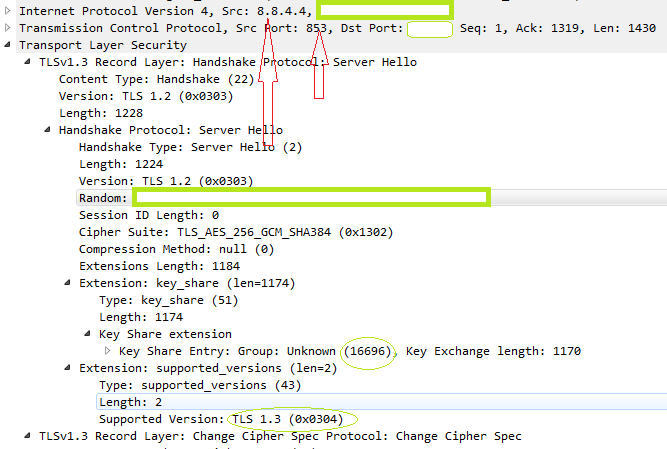 Internet Protocol Version 4, Src: 8.8.4.4,
Transmission Control Protocol, Src Port: 853, Dst Port: Seq: 1, Ack: 1319, Len: 1430
Transport Layer Security
TLSv1.3 Record Layer: Handshake Protocol: Server Hello
Content Type: Handshake (22)
Version: TLS 1.2 (0x0303)
Length: 1228
Handshake Protocol: Server Hello
Handshake Type: Server Hello (2)
Length: 1224
Version: TLS 1.2 (0x0303)
Random:
Session ID Length: 0
Cipher Suite: TLS_AES_256_GCM_SHA384 (0x1302)
Compression Method: null (0)
Extensions Length: 1184
Extension: key_share (len=1174)
Type: key_share (51)
Length: 1174
Key Share extension
Key Share Entry: Group: Unknown (16696), Key Exchange length: 1170
Extension: supported_versions (len=2)
Type: supported_versions (43)
Length: 2
Supported Version: TLS 1.3 (0x0304)
TLSv1.3 Record Layer: Change Cipher Spec Protocol: Change Cipher Spec